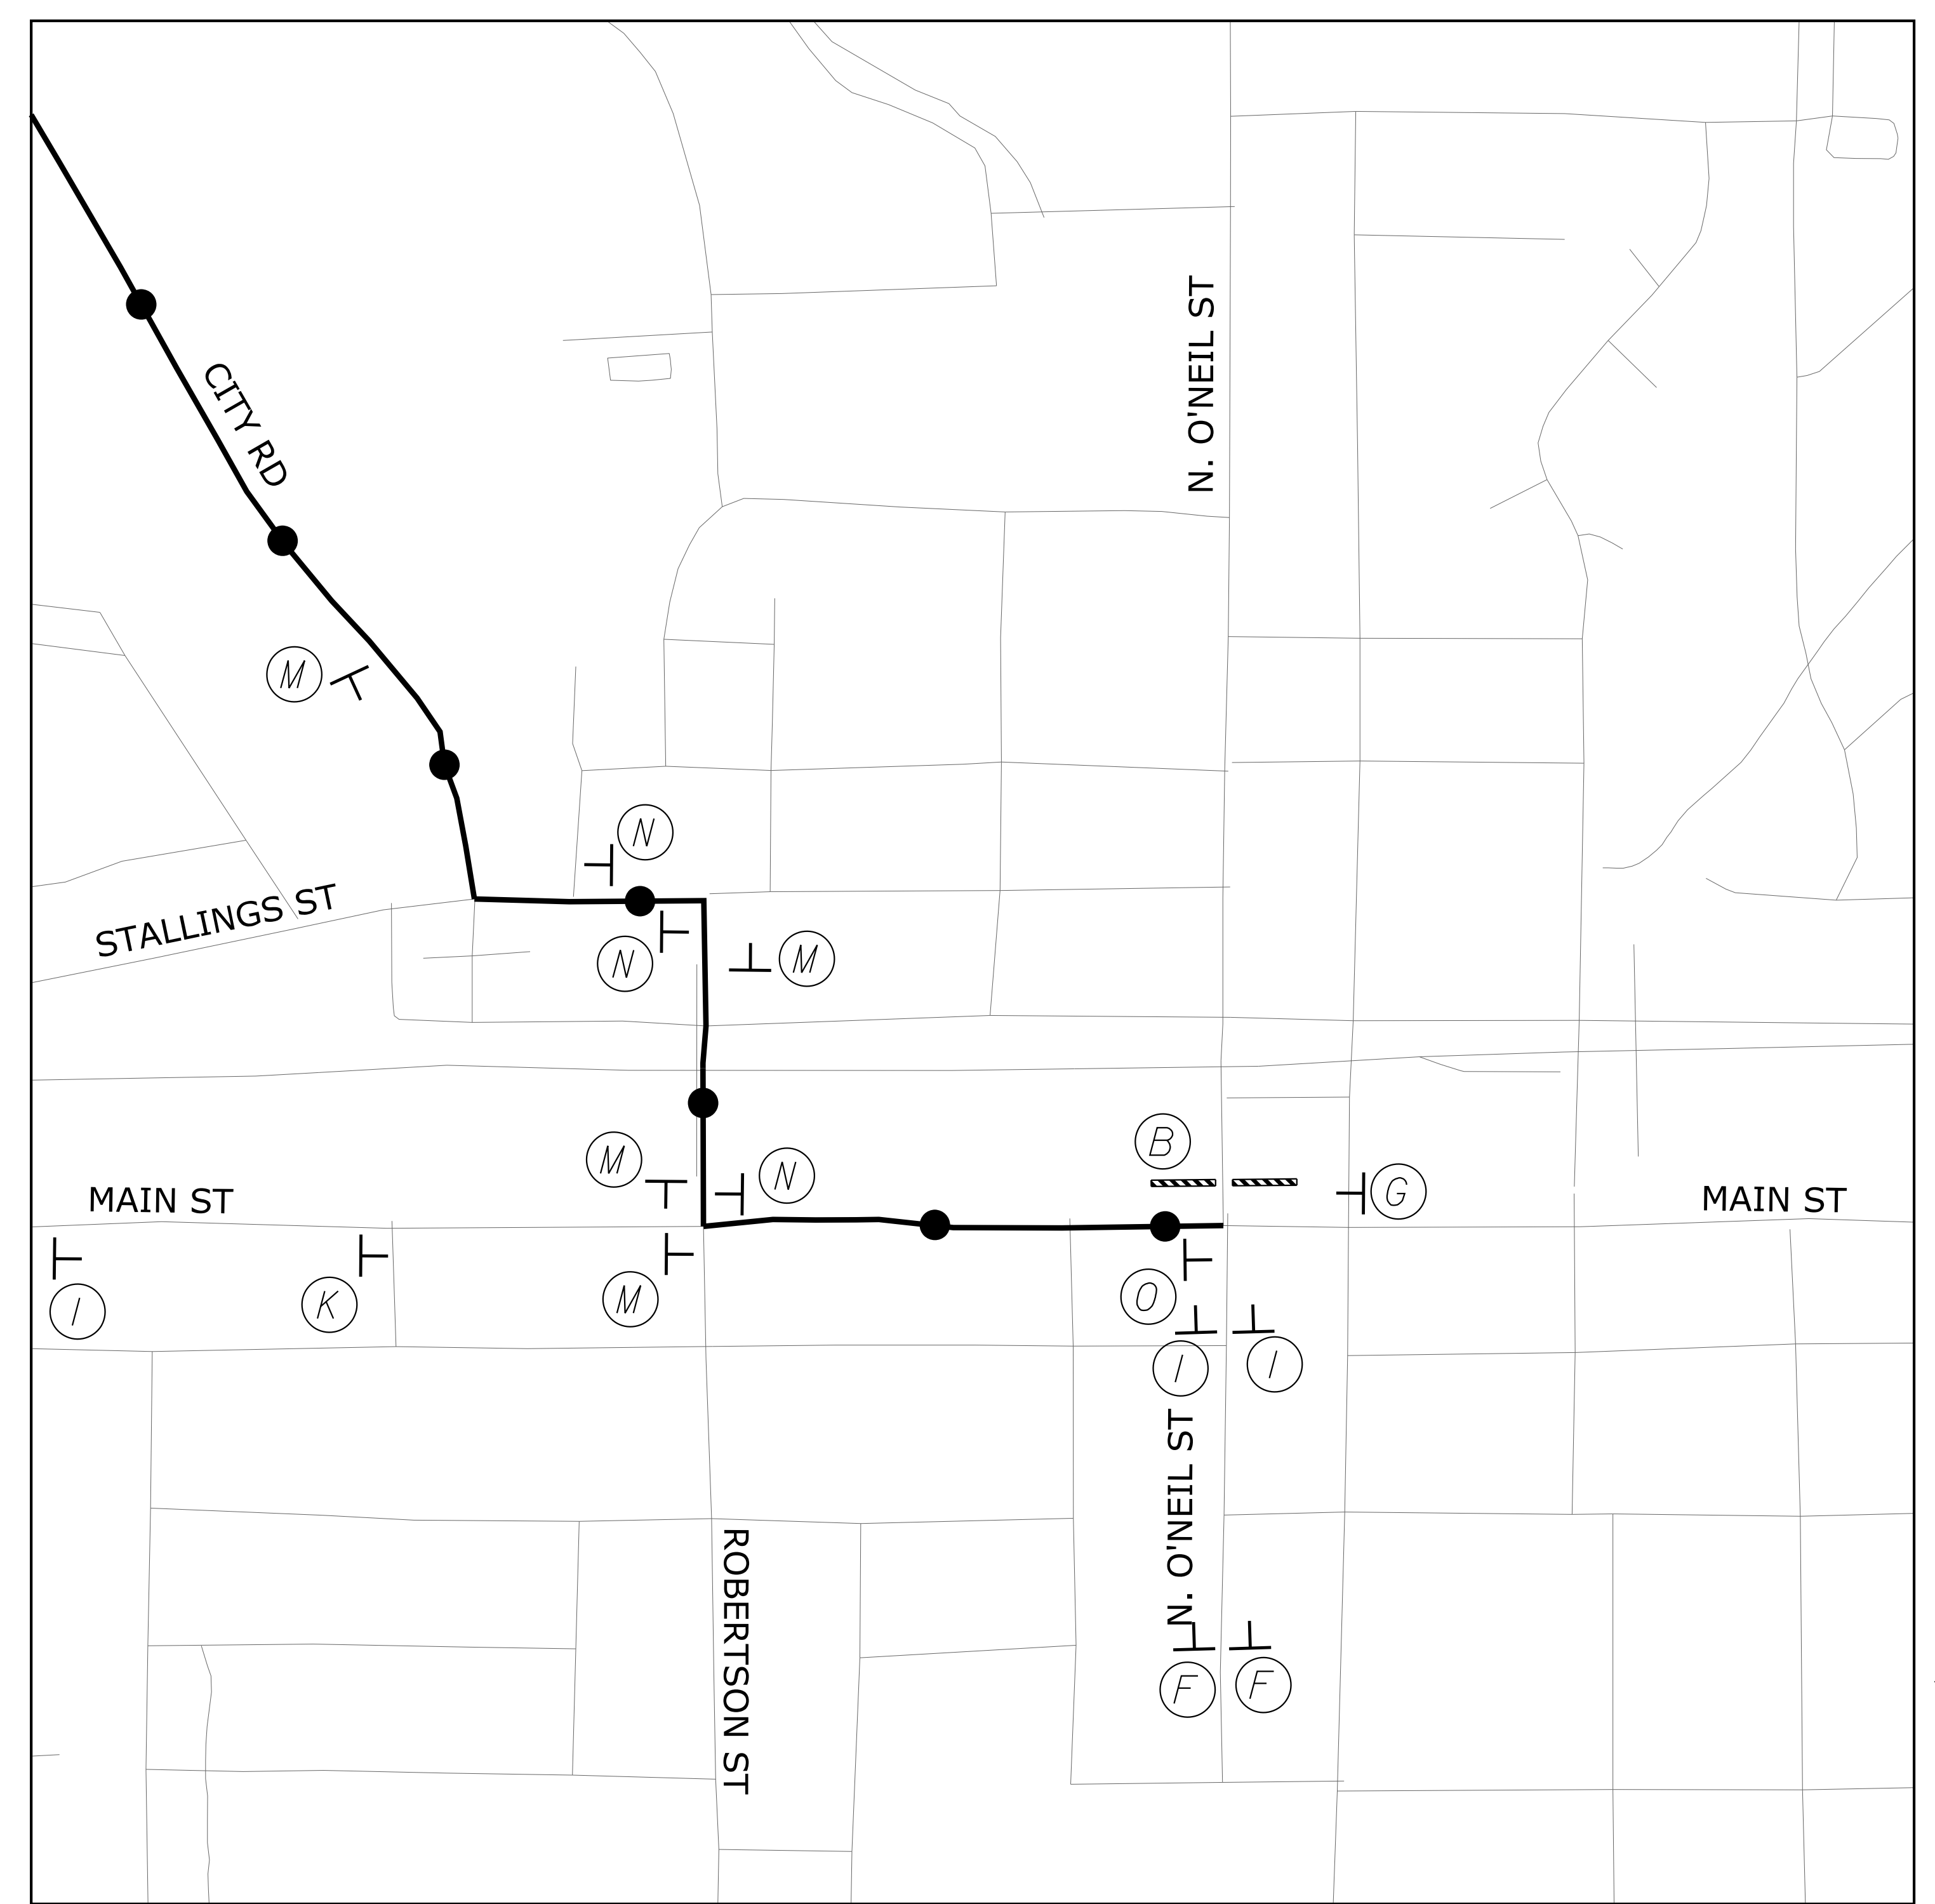 N. O'NEIL ST
CITY RD
M
N
STALLINGS ST
N
M
B
M
N
G
MAIN ST
MAIN ST
I
K
M
O
I
I
N. O'NEIL ST
ROBERTSON ST
F
F